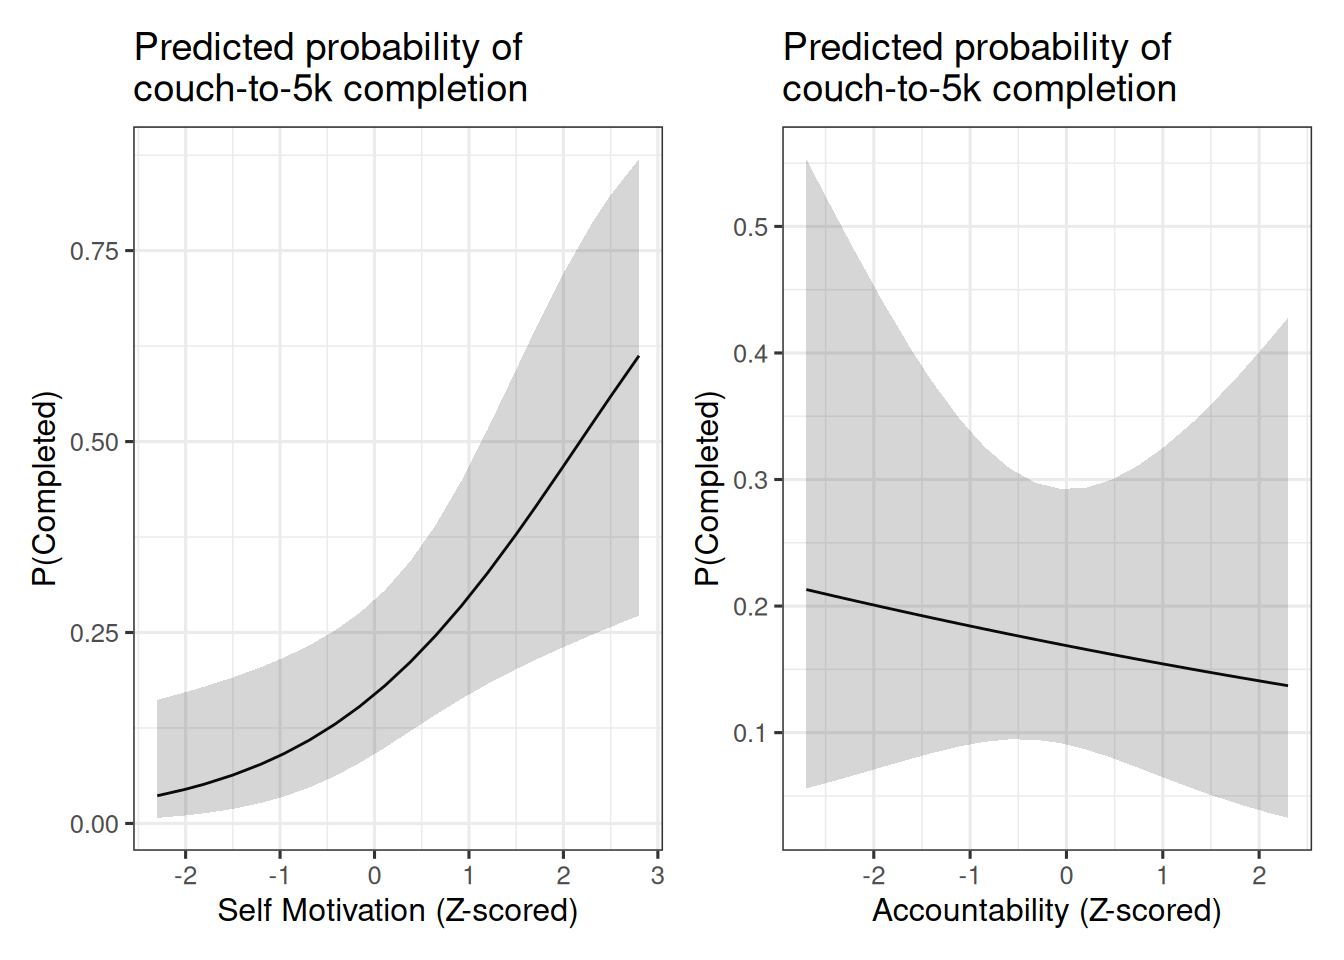 Predicted probability of
couch-to-5k completion
P(Completed)
0.75
0.50
0.25
0.00
-2 -1 0 1 2 3
Self Motivation (Z-scored)
Predicted probability of
couch-to-5k completion
P(Completed)
0.5
0.4
0.3
0.2
0.1
-2 -1 0 1 2
Accountability (Z-scored)